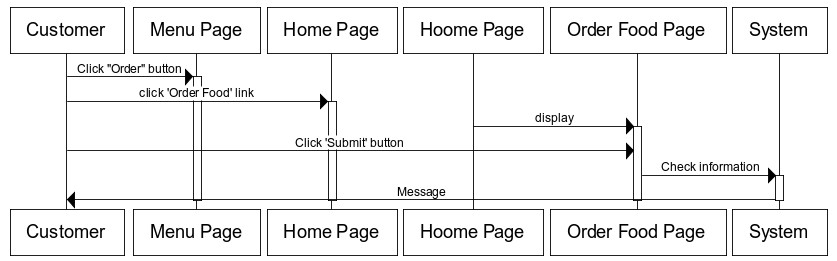 Customer
Menu Page
Home Page
Hoome Page
Order Food Page
System
Click "Order" button
click 'Order Food' link
display
Click 'Submit' button
Check information
Message
Customer
Menu Page
Home Page
Hoome Page
Order Food Page
System